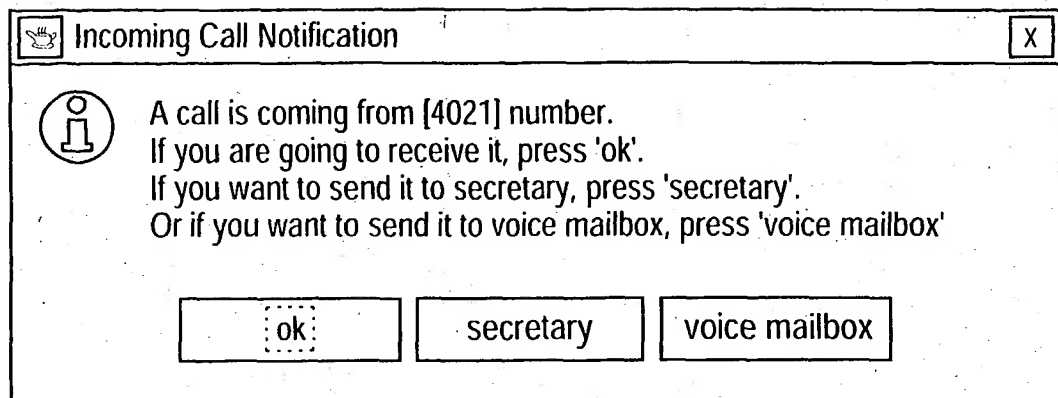 Incoming Call Notification X
A call is coming from [4021] number.
If you are going to receive it, press 'ok'.
If you want to send it to secretary, press 'secretary'.
Or if you want to send it to voice mailbox, press 'voice mailbox'
ok secretary voice mailbox